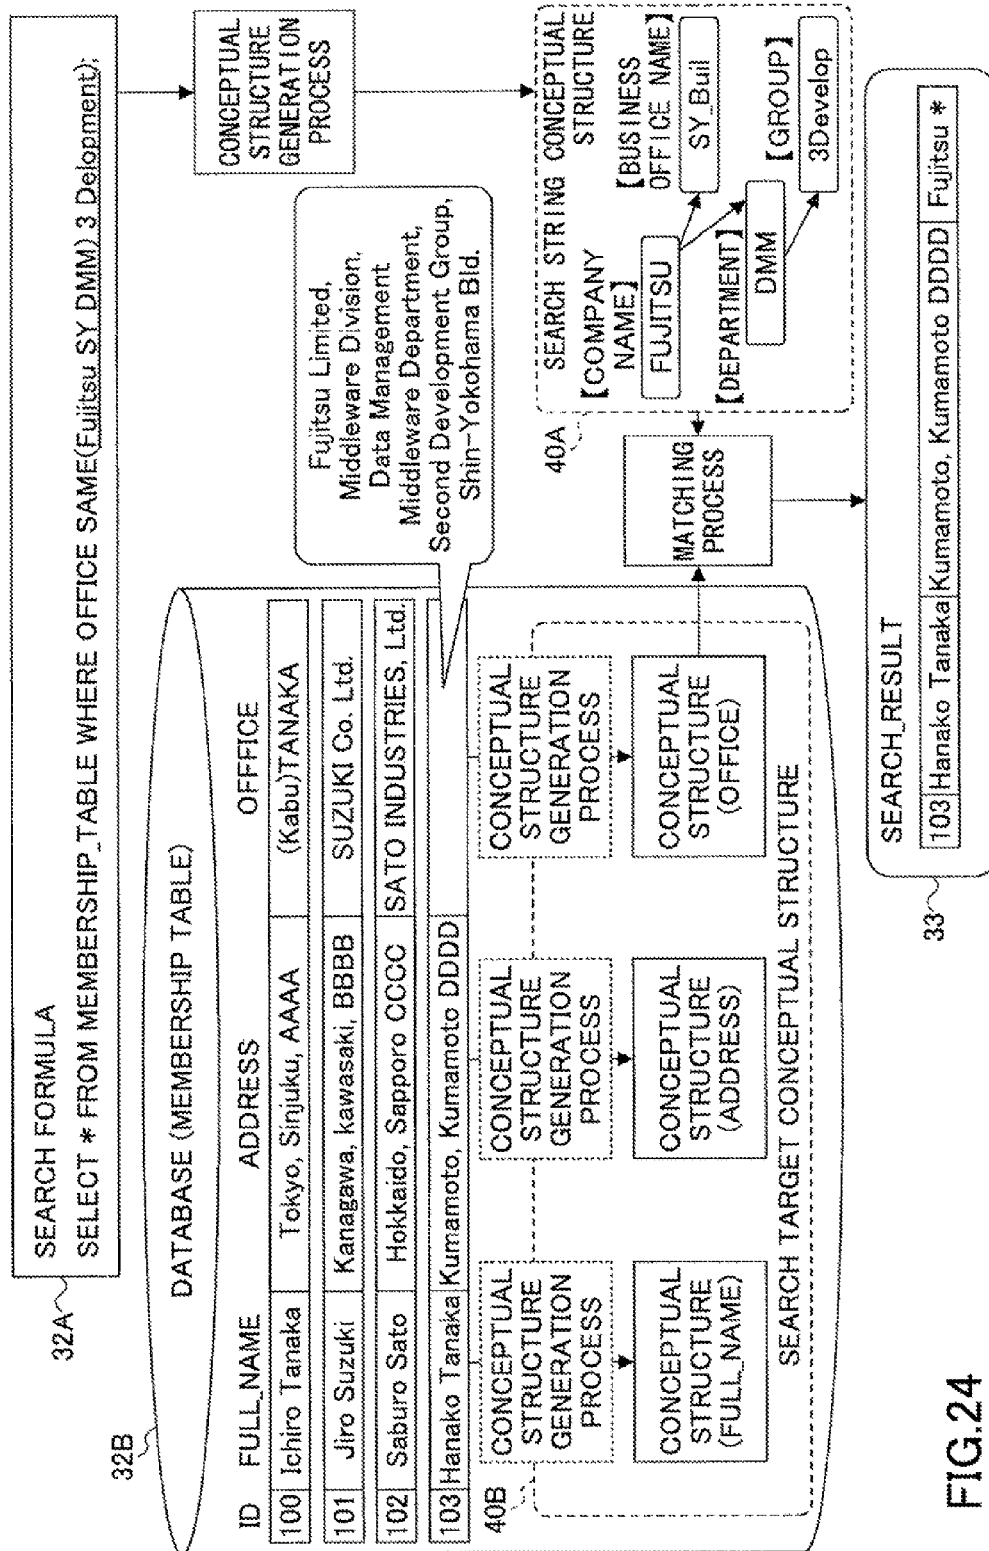 SEARCH FORMULA
SELECT * FROM MEMBERSHIP_TABLE WHERE OFFICE SAME(Fujitsu SY DMM) 3 Delopment);
32A
32B
DATABASE (MEMBERSHIP TABLE)
ID FULL_NAME ADDRESS OFFFICE
100 Ichiro Tanaka Tokyo, Sinjuku, AAAA (Kabu)TANAKA
101 Jiro Suzuki Kanagawa, kawasaki, BBBB SUZUKI Co. Ltd.
102 Saburo Sato Hokkaido, Sapporo CCCC SATO INDUSTRIES, Ltd.
103 Hanako Tanaka Kumamoto, Kumamoto DDDD
Fujitsu Limited,
Middleware Division,
Data Management
Middleware Department,
Second Development Group,
Shin-Yokohama Bld.
CONCEPTUAL
STRUCTURE
GENERATION
PROCESS
40B
CONCEPTUAL
STRUCTURE
GENERATION
PROCESS
CONCEPTUAL
STRUCTURE
GENERATION
PROCESS
CONCEPTUAL
STRUCTURE
GENERATION
PROCESS
CONCEPTUAL
STRUCTURE
(FULL_NAME)
CONCEPTUAL
STRUCTURE
(ADDRESS)
CONCEPTUAL
STRUCTURE
(OFFICE)
SEARCH TARGET CONCEPTUAL STRUCTURE
40A
SEARCH STRING CONCEPTUAL
STRUCTURE
【COMPANY
NAME】
FUJITSU
【BUSINESS
OFFICE NAME】
SY_Buil
【DEPARTMENT】
DMM
【GROUP】
3Develop
MATCHING
PROCESS
33
SEARCH_RESULT
103 Hanako Tanaka Kumamoto, Kumamoto DDDD Fujitsu *
FIG.24